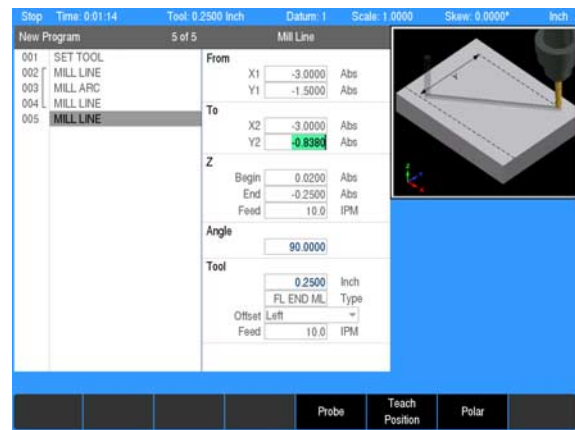 Stop Time: 0:01:14 Tool: 0.2500 Inch Datum: 1 Scale: 1.0000 Skew: 0.0000° Inch
New Program 5 of 5 Mill Line
001 SET TOOL
002 MILL LINE
003 MILL ARC
004 MILL LINE
005 MILL LINE
From
X1 -3.0000 Abs
Y1 -1.5000 Abs
To
X2 -3.0000 Abs
Y2 -0.8380 Abs
Z
Begin 0.0200 Abs
End -0.2500 Abs
Feed 10.0 IPM
Angle
90.0000
Tool
0.2500 Inch
FL END ML Type
Offset Left
Feed 10.0 IPM
Probe
Teach Position
Polar